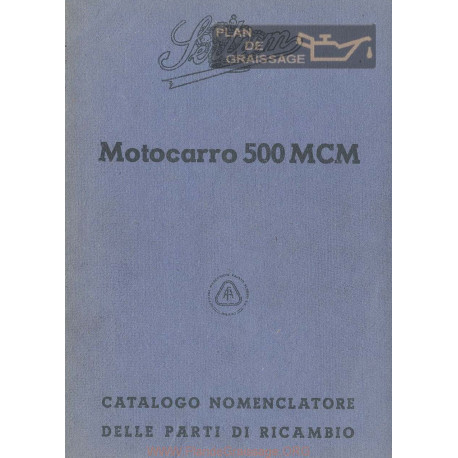 PLAN
DE
GRAISSAGE
Motocarro 500 MCM
CATALOGO NOMENCLATORE
DELLE PARTI DI RICAMBIO